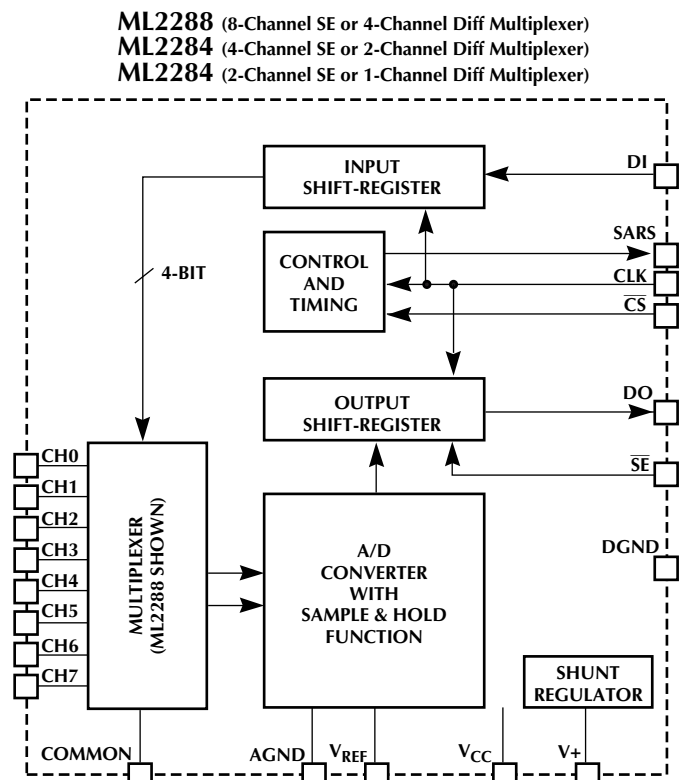 ML2288 (8-Channel SE or 4-Channel Diff Multiplexer)
ML2284 (4-Channel SE or 2-Channel Diff Multiplexer)
ML2284 (2-Channel SE or 1-Channel Diff Multiplexer)
INPUT
SHIFT-REGISTER
DI
SARS
4-BIT
CONTROL
AND
TIMING
CLK
CS
OUTPUT
SHIFT-REGISTER
DO
SE
CH0
CH1
CH2
CH3
CH4
CH5
CH6
CH7
MULTIPLEXER
(ML2288 SHOWN)
A/D
CONVERTER
WITH
SAMPLE & HOLD
FUNCTION
DGND
SHUNT
REGULATOR
COMMON
AGND
VREF
VCC
V+